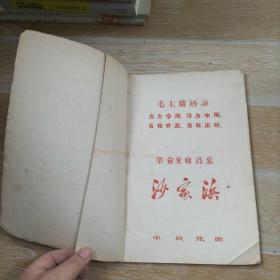 毛主席语录
古为今用，洋为中用。
百花齐放，推陈出新。
革命交响音乐
沙家浜
中央乐团